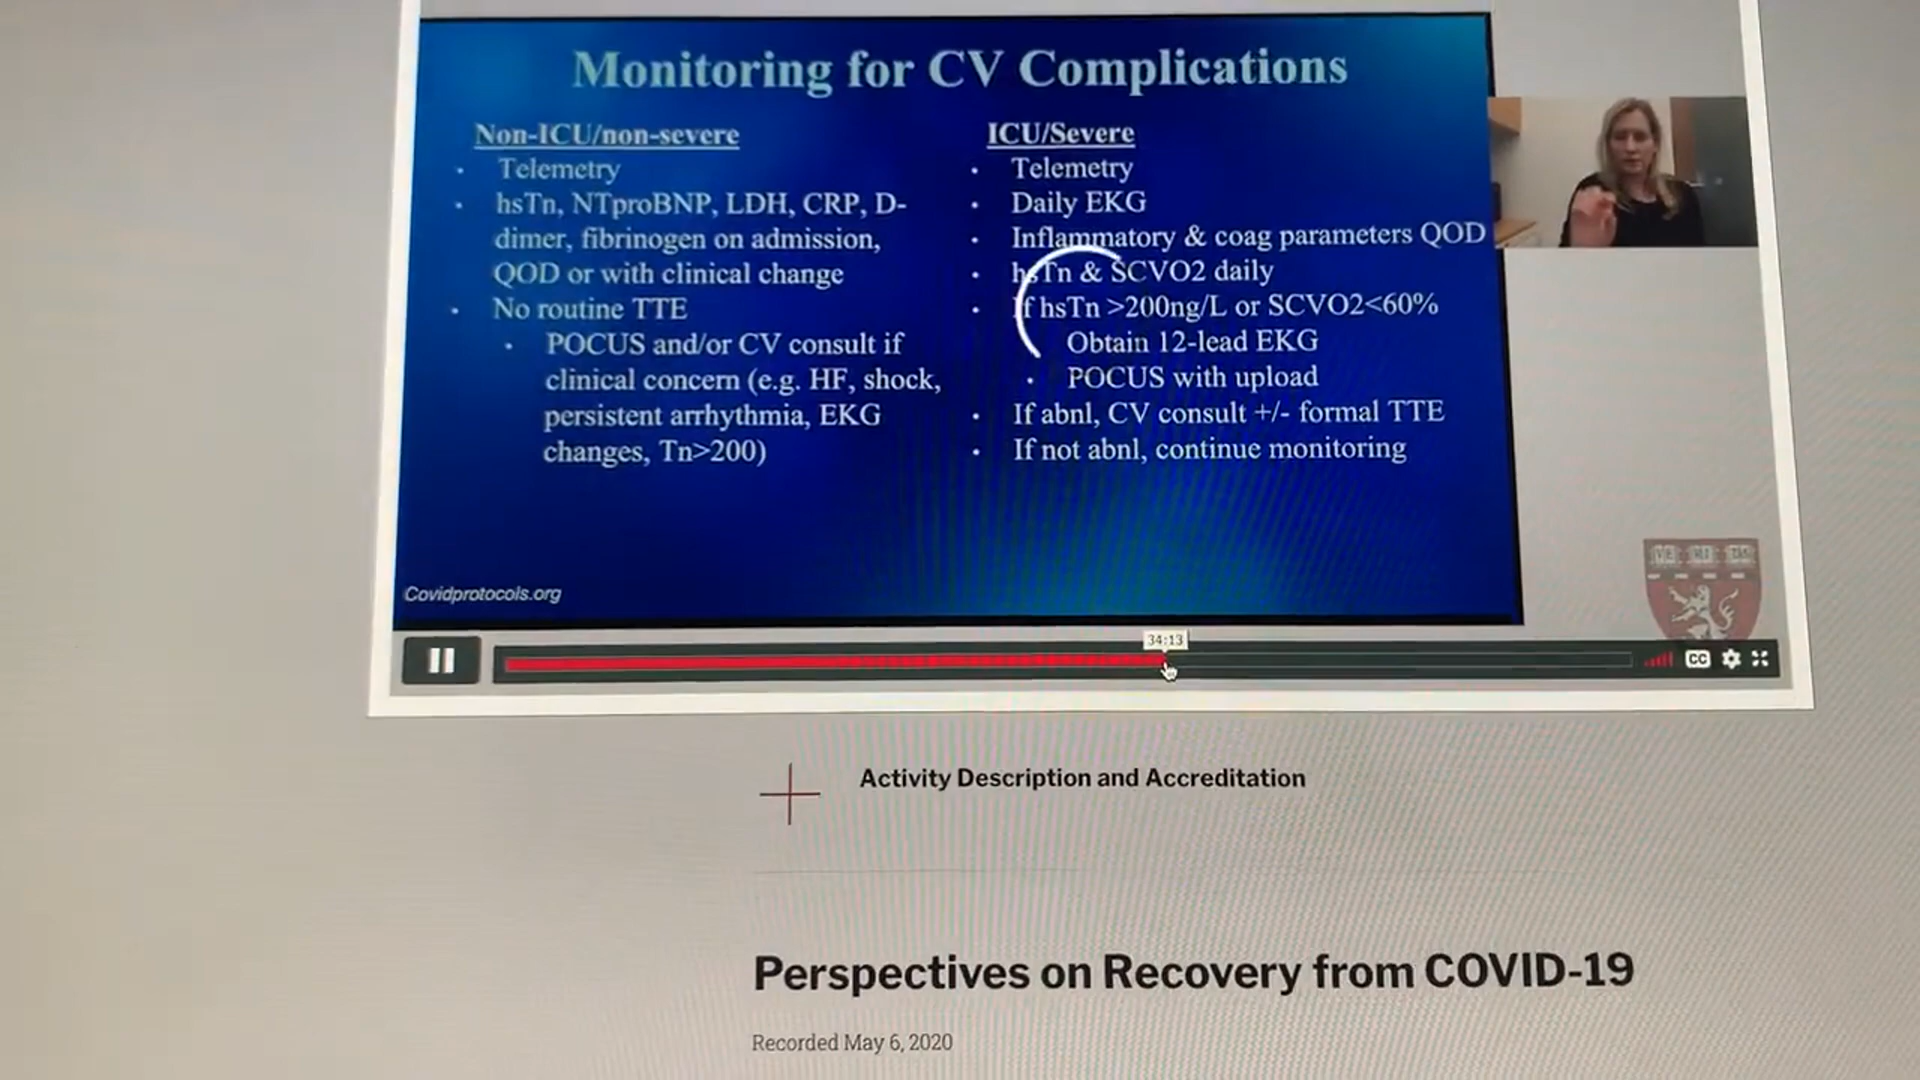 Monitoring for CV Complications
Non-ICU/non-severe
• Telemetry
• hsTn, NTproBNP, LDH, CRP, D-
dimer, fibrinogen on admission,
QOD or with clinical change
• No routine TTE
• POCUS and/or CV consult if
clinical concern (e.g. HF, shock,
persistent arrhythmia, EKG
changes, Tn>200)
ICU/Severe
• Telemetry
• Daily EKG
• Inflammatory & coag parameters QOD
• hsTn & SCVO2 daily
• If hsTn >200ng/L or SCVO2<60%
Obtain 12-lead EKG
• POCUS with upload
• If abnl, CV consult +/- formal TTE
• If not abnl, continue monitoring
Covidprotocols.org
VE RI TAS
34:13
CC
Activity Description and Accreditation
Perspectives on Recovery from COVID-19
Recorded May 6, 2020